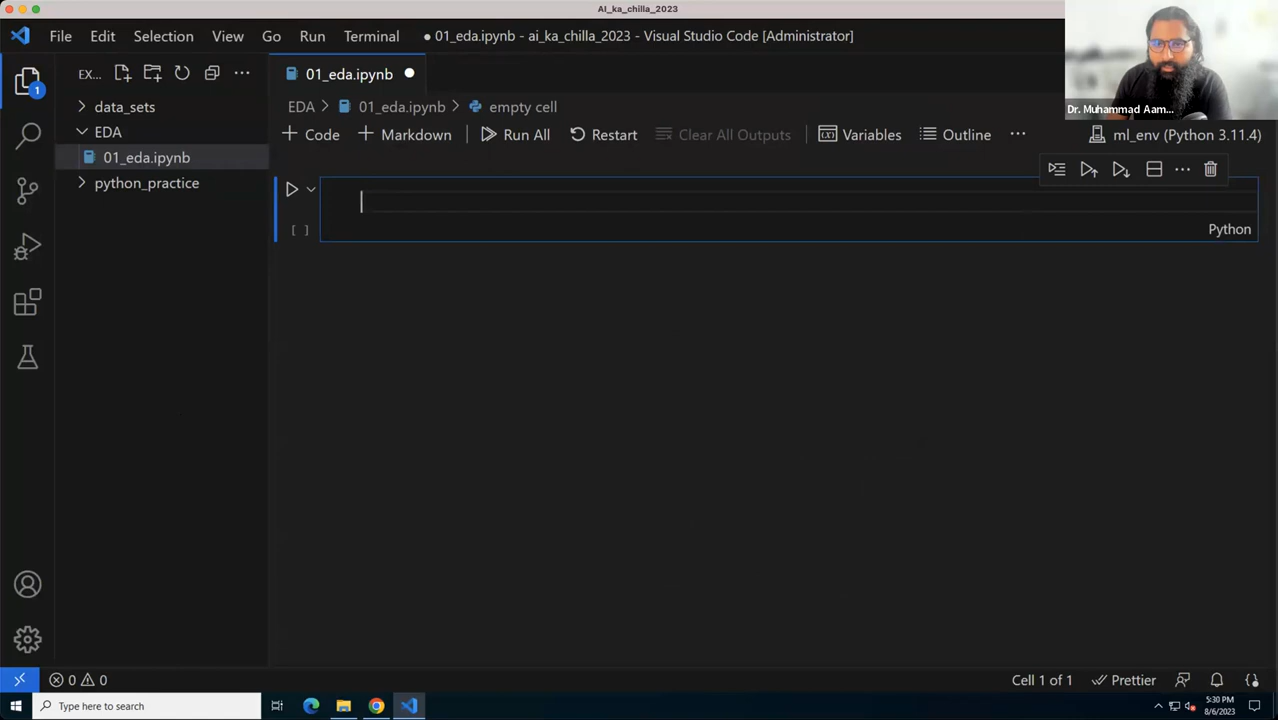 AI_ka_chilla_2023
File Edit Selection View Go Run Terminal ● 01_eda.ipynb - ai_ka_chilla_2023 - Visual Studio Code [Administrator]
EX...
01_eda.ipynb
data_sets
EDA > 01_eda.ipynb > empty cell
Dr. Muhammad Aam...
EDA
+ Code + Markdown Run All Restart Clear All Outputs Variables Outline ... ml_env (Python 3.11.4)
01_eda.ipynb
python_practice
[ ]
Python
1
0 0
Cell 1 of 1
Prettier
Type here to search
5:30 PM
8/6/2023